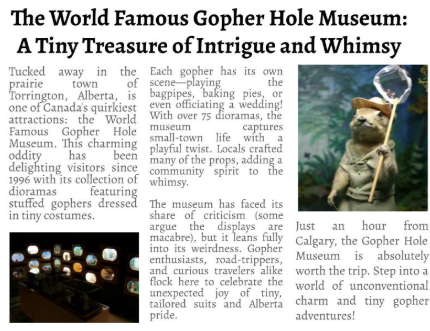 The World Famous Gopher Hole Museum:
A Tiny Treasure of Intrigue and Whimsy
Tucked away in the
prairie town of
Torrington, Alberta, is
one of Canada's quirkiest
attractions: the World
Famous Gopher Hole
Museum. This charming
oddity has been
delighting visitors since
1996 with its collection of
dioramas featuring
stuffed gophers dressed
in tiny costumes.
Each gopher has its own
scene—playing the
bagpipes, baking pies, or
even officiating a wedding!
With over 75 dioramas, the
museum captures
small-town life with a
playful twist. Locals crafted
many of the props, adding a
community spirit to the
whimsy.
The museum has faced its
share of criticism (some
argue the displays are
macabre), but it leans fully
into its weirdness. Gopher
enthusiasts, road-trippers,
and curious travelers alike
flock here to celebrate the
unexpected joy of tiny,
tailored suits and Alberta
pride.
Just an hour from
Calgary, the Gopher Hole
Museum is absolutely
worth the trip. Step into a
world of unconventional
charm and tiny gopher
adventures!